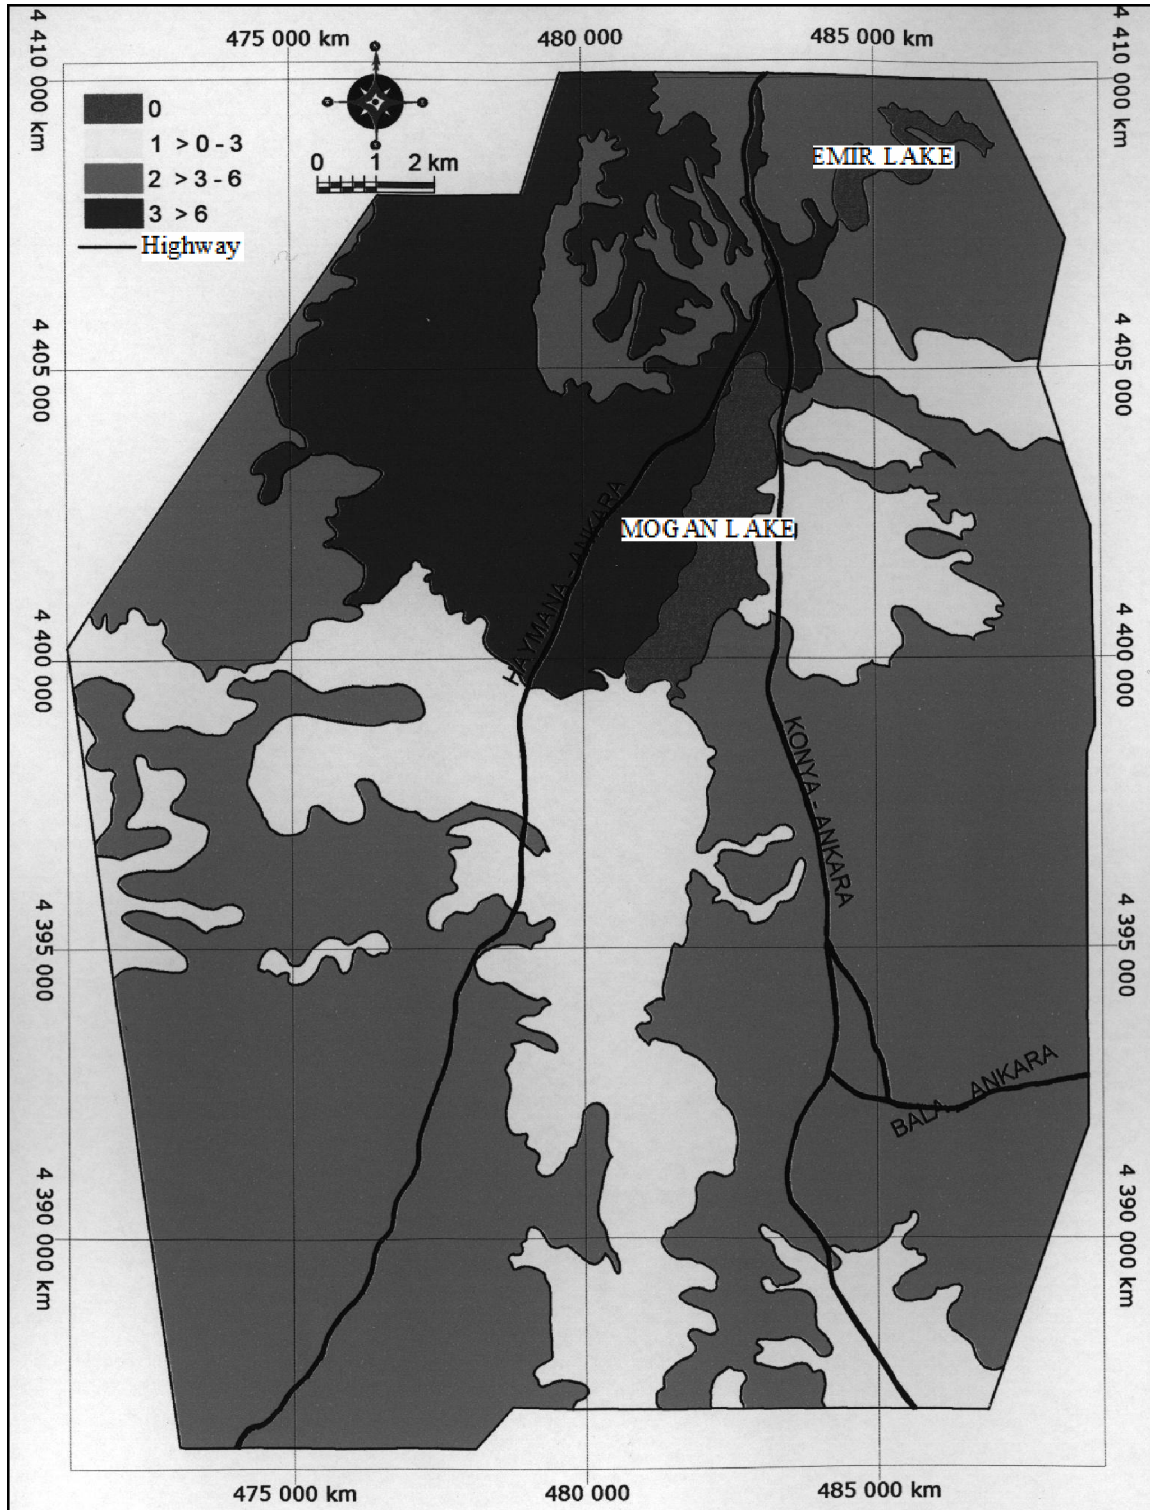 475 000 km
480 000
485 000
4 410 000 km
4 410 000 km
0
1 > 0 - 3
2 > 3 - 6
3 > 6
Highway
0 1 2 km
EMIR LAKE
4 405 000
4 405 000
HAYMANA - ANKARA
MOGAN LAKE
4 400 000
4 400 000
KONYA - ANKARA
4 395 000
4 395 000
BALA - ANKARA
4 390 000 km
4 390 000 km
475 000 km
480 000
485 000 km